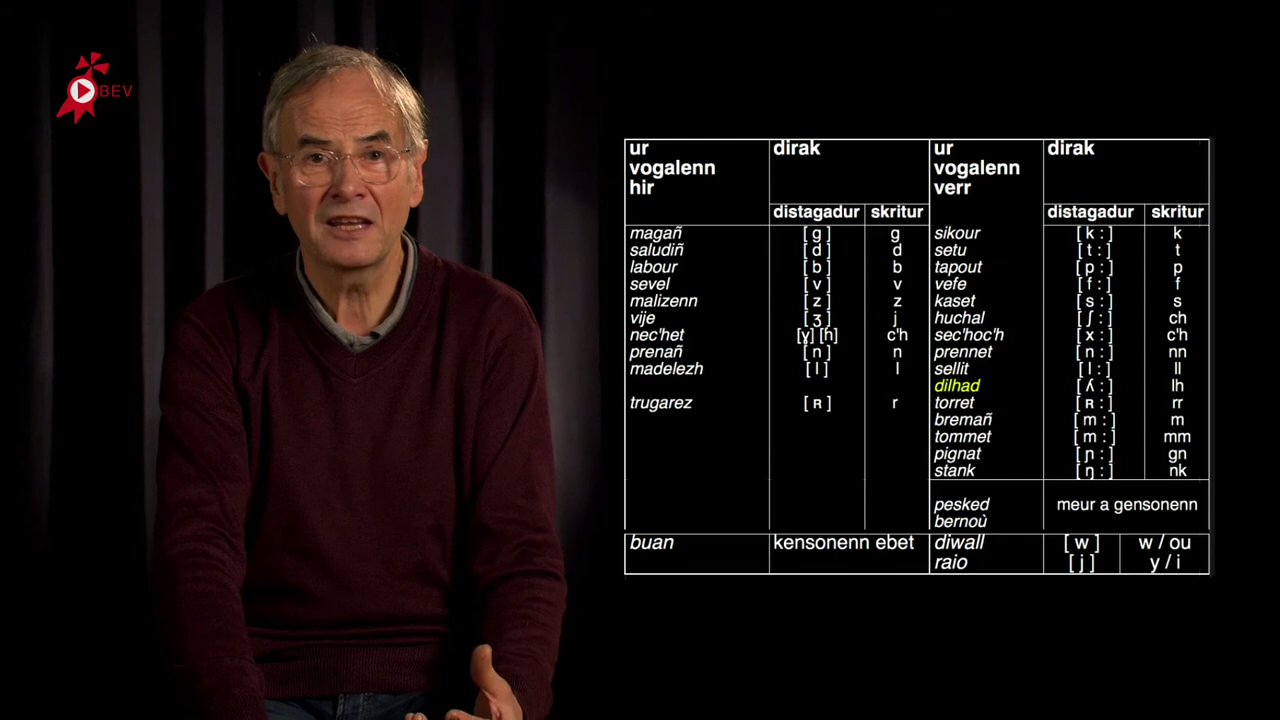 BEV
ur vogalenn hir dirak ur vogalenn verr dirak
distagadur skritur distagadur skritur
magañ [ g ] g sikour [ k : ] k
saludiñ [ d ] d setu [ t : ] t
labour [ b ] b tapout [ p : ] p
sevel [ v ] v vefe [ f : ] f
malizenn [ z ] z kaset [ s : ] s
vije [ ʒ ] j huchal [ ʃ : ] ch
nec'het [ɣ] [ɦ] c'h sec'hoc'h [ x : ] c'h
prenañ [ n ] n prennet [ n : ] nn
madelezh [ l ] l sellit [ l : ] ll
dilhad [ ʎ : ] lh
trugarez [ ʀ ] r torret [ ʀ : ] rr
bremañ [ m : ] m
tommet [ m : ] mm
pignat [ ɲ : ] gn
stank [ ŋ : ] nk
pesked meur a gensonenn
bernoù
buan kensonenn ebet diwall [ w ] w / ou
raio [ j ] y / i